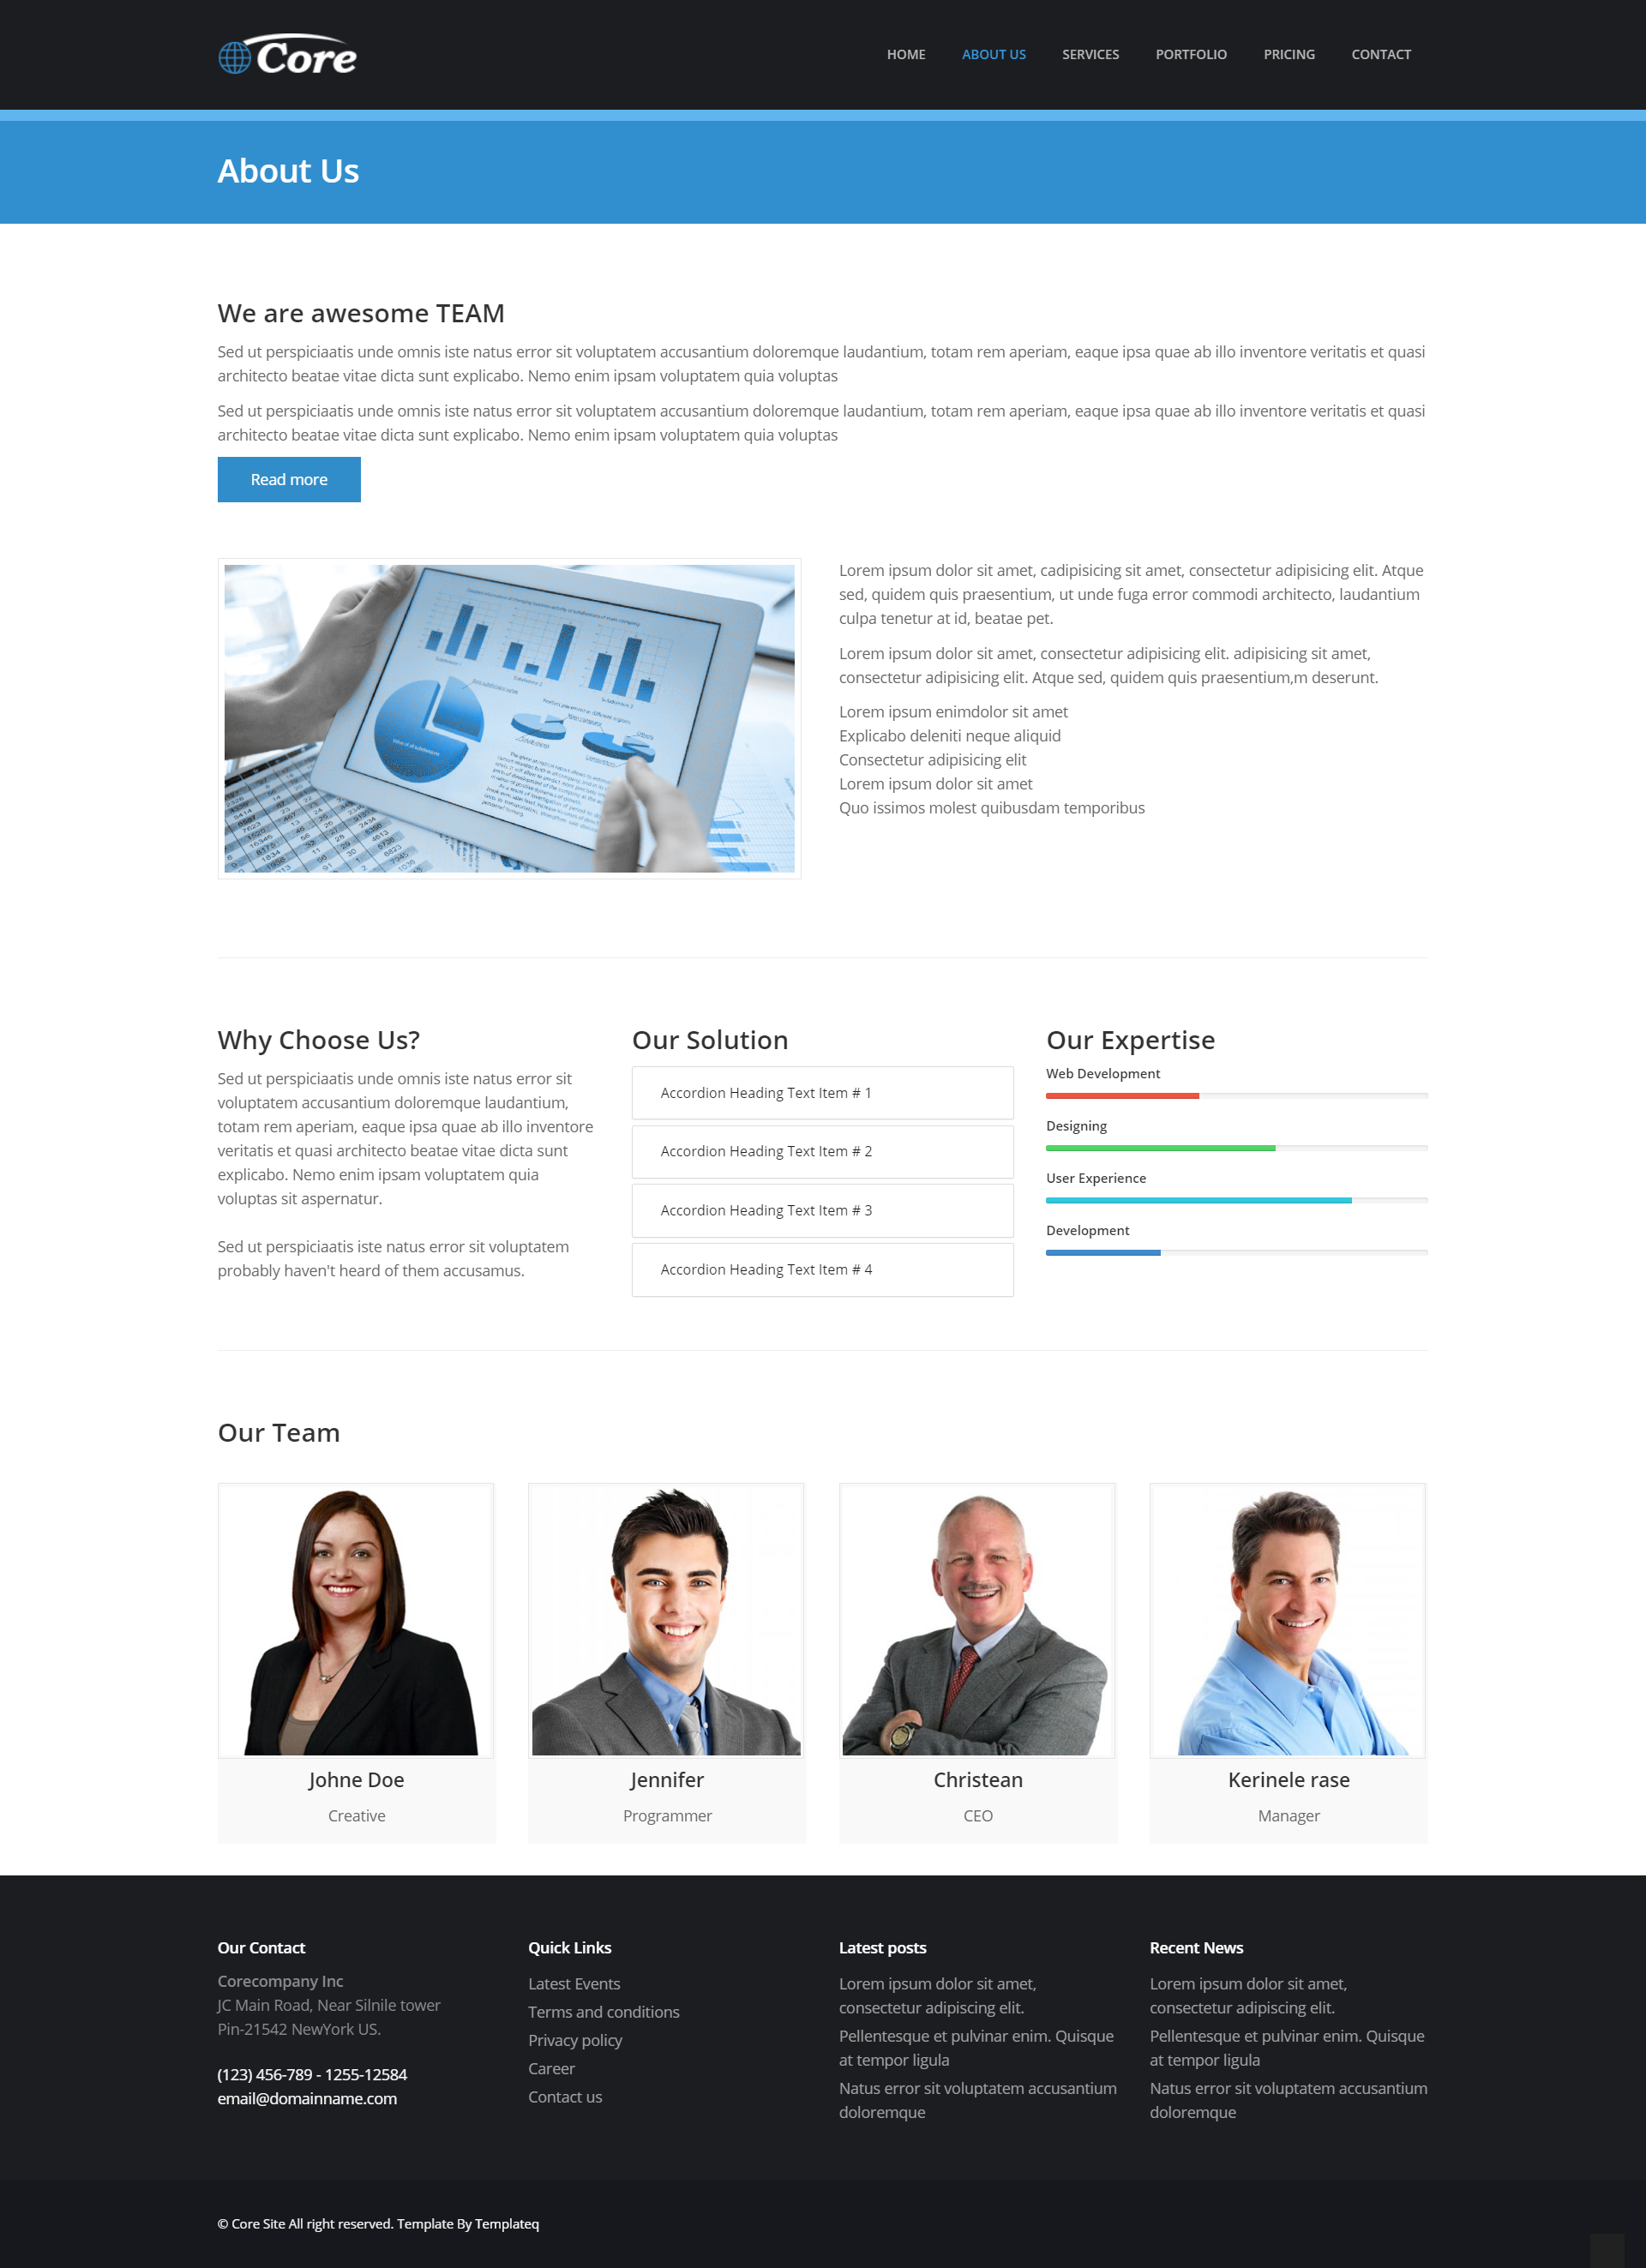 Core
HOME ABOUT US SERVICES PORTFOLIO PRICING CONTACT
About Us
We are awesome TEAM
Sed ut perspiciaatis unde omnis iste natus error sit voluptatem accusantium doloremque laudantium, totam rem aperiam, eaque ipsa quae ab illo inventore veritatis et quasi
architecto beatae vitae dicta sunt explicabo. Nemo enim ipsam voluptatem quia voluptas
Sed ut perspiciaatis unde omnis iste natus error sit voluptatem accusantium doloremque laudantium, totam rem aperiam, eaque ipsa quae ab illo inventore veritatis et quasi
architecto beatae vitae dicta sunt explicabo. Nemo enim ipsam voluptatem quia voluptas
Read more
Subdivision 1
Subdivision 2
Subdivision 3
Value of all subdivisions
Lorem ipsum dolor sit amet, cadipisicing sit amet, consectetur adipisicing elit. Atque
sed, quidem quis praesentium, ut unde fuga error commodi architecto, laudantium
culpa tenetur at id, beatae pet.
Lorem ipsum dolor sit amet, consectetur adipisicing elit. adipisicing sit amet,
consectetur adipisicing elit. Atque sed, quidem quis praesentium,m deserunt.
Lorem ipsum enimdolor sit amet
Explicabo deleniti neque aliquid
Consectetur adipisicing elit
Lorem ipsum dolor sit amet
Quo issimos molest quibusdam temporibus
Why Choose Us?
Sed ut perspiciaatis unde omnis iste natus error sit
voluptatem accusantium doloremque laudantium,
totam rem aperiam, eaque ipsa quae ab illo inventore
veritatis et quasi architecto beatae vitae dicta sunt
explicabo. Nemo enim ipsam voluptatem quia
voluptas sit aspernatur.
Sed ut perspiciaatis iste natus error sit voluptatem
probably haven't heard of them accusamus.
Our Solution
Accordion Heading Text Item # 1
Accordion Heading Text Item # 2
Accordion Heading Text Item # 3
Accordion Heading Text Item # 4
Our Expertise
Web Development
Designing
User Experience
Development
Our Team
Johne Doe
Creative
Jennifer
Programmer
Christean
CEO
Kerinele rase
Manager
Our Contact
Corecompany Inc
JC Main Road, Near Silnile tower
Pin-21542 NewYork US.
(123) 456-789 - 1255-12584
email@domainname.com
Quick Links
Latest Events
Terms and conditions
Privacy policy
Career
Contact us
Latest posts
Lorem ipsum dolor sit amet,
consectetur adipiscing elit.
Pellentesque et pulvinar enim. Quisque
at tempor ligula
Natus error sit voluptatem accusantium
doloremque
Recent News
Lorem ipsum dolor sit amet,
consectetur adipiscing elit.
Pellentesque et pulvinar enim. Quisque
at tempor ligula
Natus error sit voluptatem accusantium
doloremque
© Core Site All right reserved. Template By Templateq